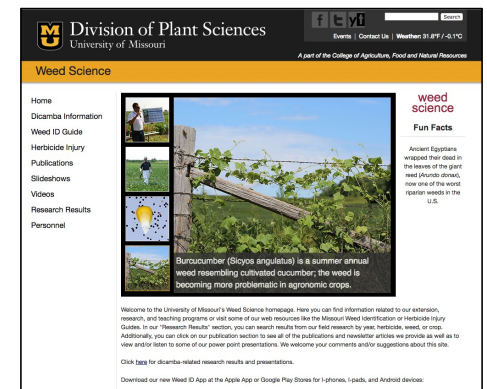 Division of Plant Sciences
University of Missouri
Search
Events | Contact Us | Weather: 31.8°F / -0.1°C
A part of the College of Agriculture, Food and Natural Resources
Weed Science
Home
Dicamba Information
Weed ID Guide
Herbicide Injury
Publications
Slideshows
Videos
Research Results
Personnel
Burcucumber (Sicyos angulatus) is a summer annual
weed resembling cultivated cucumber; the weed is
becoming more problematic in agronomic crops.
weed
science
Fun Facts
Ancient Egyptians
wrapped their dead in
the leaves of the giant
reed (Arundo donax),
now one of the worst
riparian weeds in the
U.S.
Welcome to the University of Missouri's Weed Science homepage. Here you can find information related to our extension,
research, and teaching programs or visit some of our web resources like the Missouri Weed Identification or Herbicide Injury
Guides. In our "Research Results" section, you can search results from our field research by year, herbicide, weed, or crop.
Additionally, you can click on our publication section to see all of the publications and newsletter articles we provide as well as to
view and/or listen to some of our power point presentations. We welcome your comments and/or suggestions about this site.
Click here for dicamba-related research results and presentations.
Download our new Weed ID App at the Apple App or Google Play Stores for I-phones, I-pads, and Android devices: